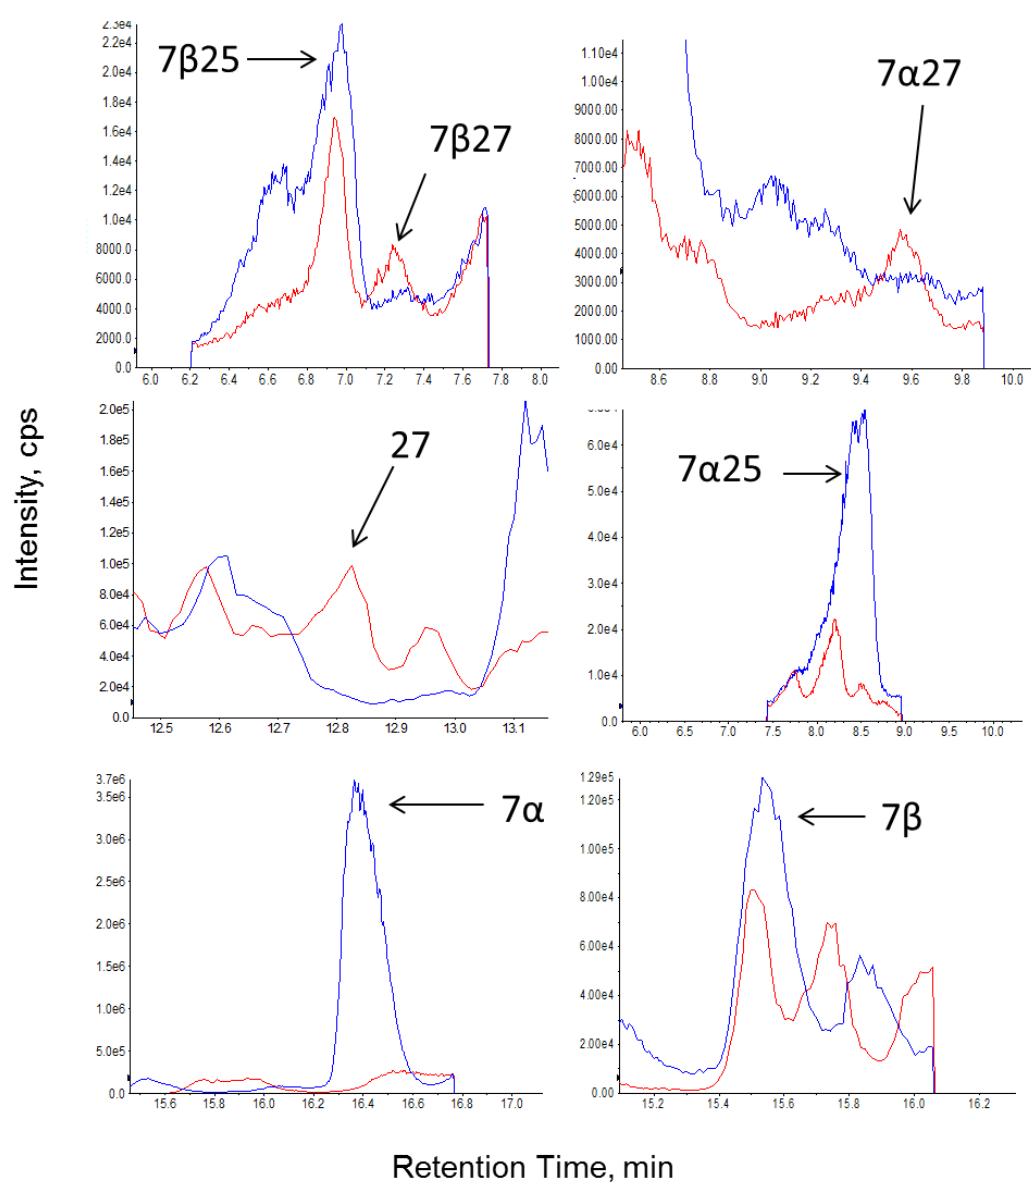 2.3e4
2.2e4
2.0e4
1.8e4
1.6e4
1.4e4
1.2e4
1.0e4
8000.0
6000.0
4000.0
2000.0
0.0
7β25
7β27
6.0 6.2 6.4 6.6 6.8 7.0 7.2 7.4 7.6 7.8 8.0
1.10e4
1.00e4
9000.00
8000.00
7000.00
6000.00
5000.00
4000.00
3000.00
2000.00
1000.00
0.00
7α27
8.6 8.8 9.0 9.2 9.4 9.6 9.8 10.0
Intensity, cps
2.0e5
1.8e5
1.5e5
1.2e5
1.0e5
8.0e4
6.0e4
4.0e4
2.0e4
0.0
27
12.5 12.6 12.7 12.8 12.9 13.0 13.1
6.0e4
5.0e4
4.0e4
3.0e4
2.0e4
1.0e4
0.0
7α25
6.0 6.5 7.0 7.5 8.0 8.5 9.0 9.5 10.0
3.7e6
3.5e6
3.0e6
2.5e6
2.0e6
1.5e6
1.0e6
5.0e5
0.0
7α
15.6 15.8 16.0 16.2 16.4 16.6 16.8 17.0
1.29e5
1.20e5
1.00e5
8.00e4
6.00e4
4.00e4
2.00e4
0.00
7β
15.2 15.4 15.6 15.8 16.0 16.2
Retention Time, min